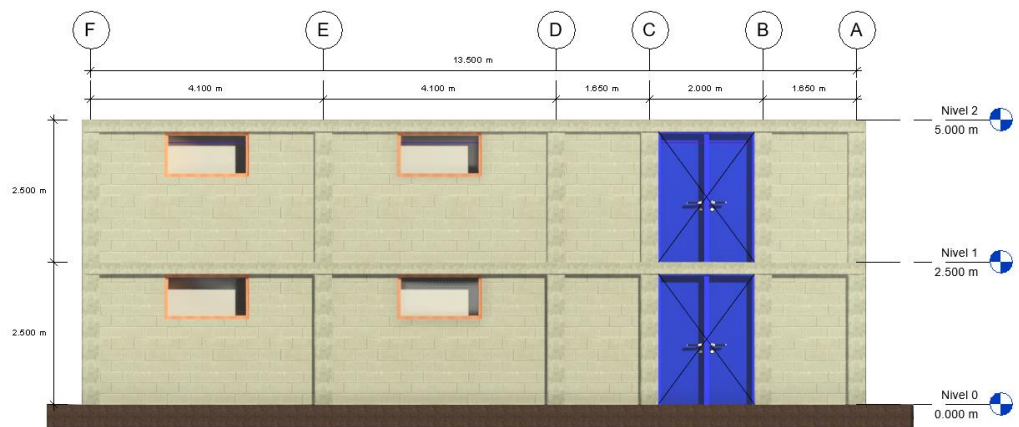 F E D C B A
13.500 m
4.100 m 4.100 m 1.650 m 2.000 m 1.650 m
Nivel 2
5.000 m
2.500 m
Nivel 1
2.500 m
2.500 m
Nivel 0
0.000 m